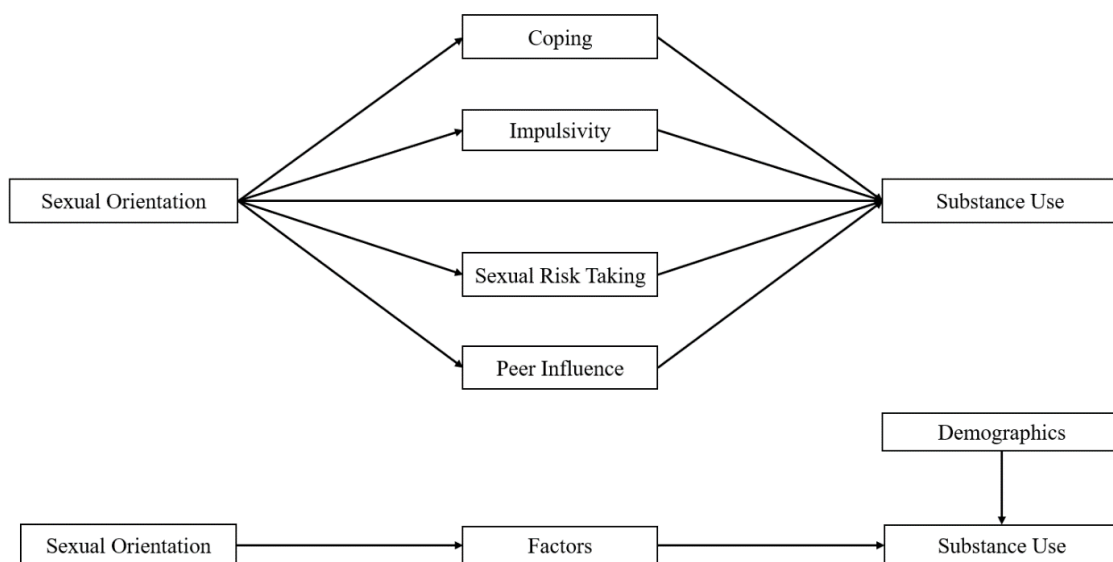 Coping
Impulsivity
Sexual Orientation
Substance Use
Sexual Risk Taking
Peer Influence
Demographics
Sexual Orientation
Factors
Substance Use